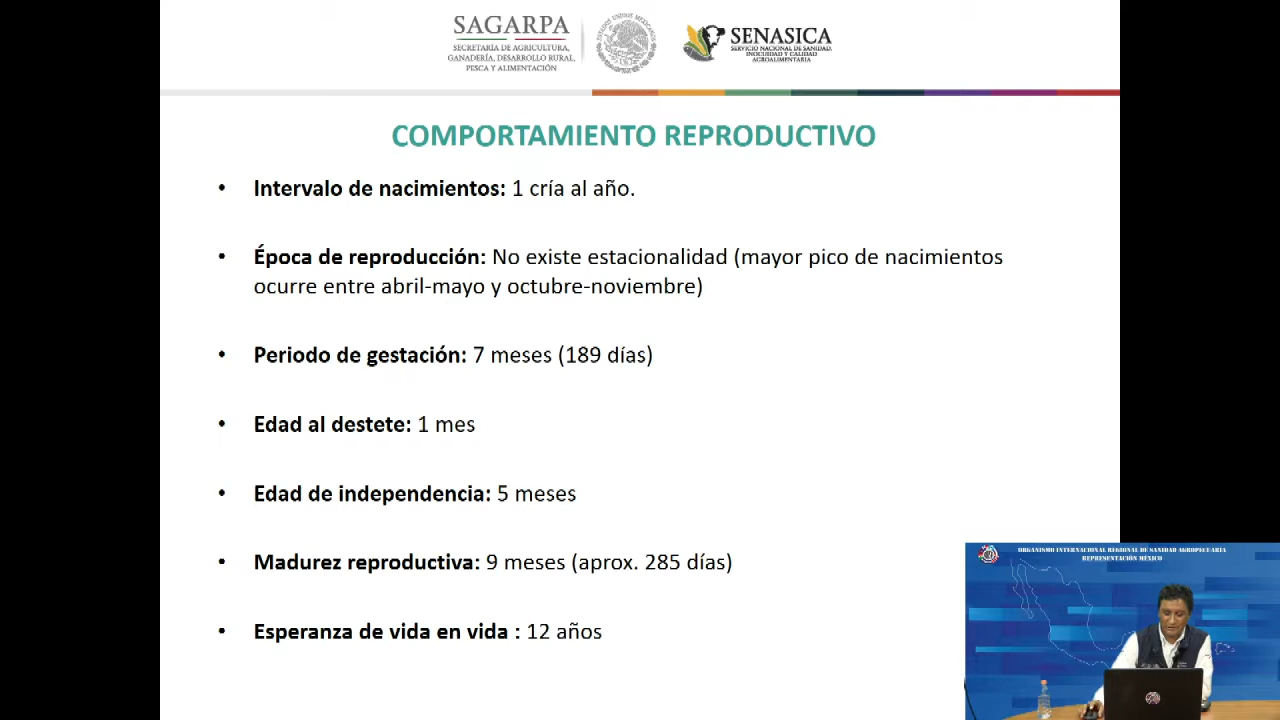 SAGARPA
SECRETARÍA DE AGRICULTURA,
GANADERÍA, DESARROLLO RURAL,
PESCA Y ALIMENTACIÓN
ESTADOS UNIDOS MEXICANOS
SENASICA
SERVICIO NACIONAL DE SANIDAD,
INOCUIDAD Y CALIDAD
AGROALIMENTARIA
COMPORTAMIENTO REPRODUCTIVO
• Intervalo de nacimientos: 1 cría al año.
• Época de reproducción: No existe estacionalidad (mayor pico de nacimientos
ocurre entre abril-mayo y octubre-noviembre)
• Periodo de gestación: 7 meses (189 días)
• Edad al destete: 1 mes
• Edad de independencia: 5 meses
• Madurez reproductiva: 9 meses (aprox. 285 días)
• Esperanza de vida en vida : 12 años
ORGANISMO INTERNACIONAL REGIONAL DE SANIDAD AGROPECUARIA
REPRESENTACIÓN MÉXICO